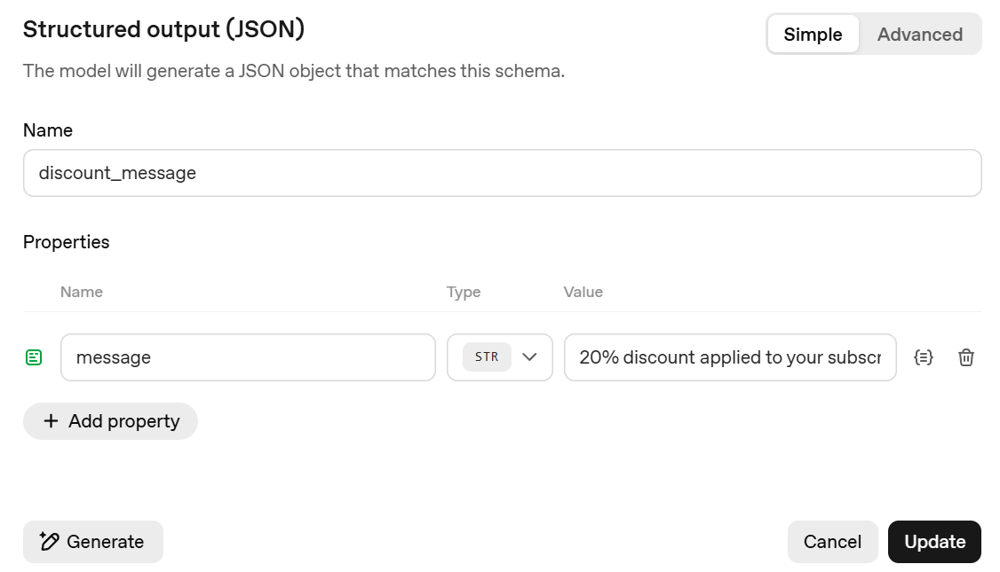 Structured output (JSON)
Simple
Advanced
The model will generate a JSON object that matches this schema.
Name
discount_message
Properties
Name Type Value
message STR 20% discount applied to your subscr
+ Add property
Generate
Cancel
Update